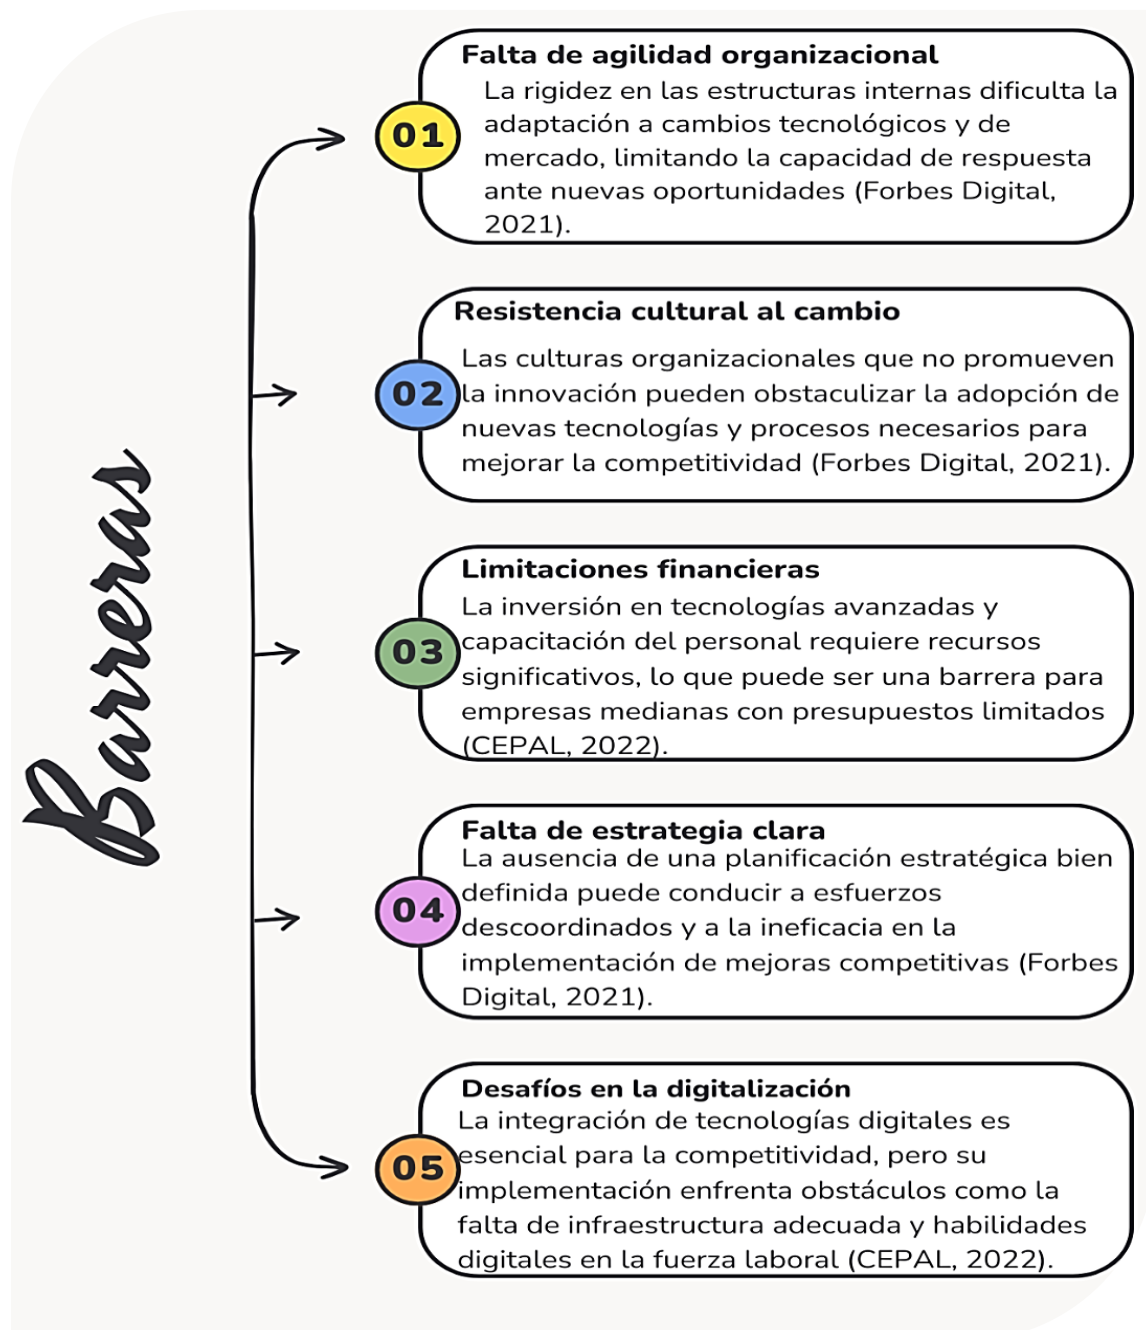 Barreras
01
Falta de agilidad organizacional
La rigidez en las estructuras internas dificulta la
adaptación a cambios tecnológicos y de
mercado, limitando la capacidad de respuesta
ante nuevas oportunidades (Forbes Digital,
2021).
02
Resistencia cultural al cambio
Las culturas organizacionales que no promueven
la innovación pueden obstaculizar la adopción de
nuevas tecnologías y procesos necesarios para
mejorar la competitividad (Forbes Digital, 2021).
03
Limitaciones financieras
La inversión en tecnologías avanzadas y
capacitación del personal requiere recursos
significativos, lo que puede ser una barrera para
empresas medianas con presupuestos limitados
(CEPAL, 2022).
04
Falta de estrategia clara
La ausencia de una planificación estratégica bien
definida puede conducir a esfuerzos
descoordinados y a la ineficacia en la
implementación de mejoras competitivas (Forbes
Digital, 2021).
05
Desafíos en la digitalización
La integración de tecnologías digitales es
esencial para la competitividad, pero su
implementación enfrenta obstáculos como la
falta de infraestructura adecuada y habilidades
digitales en la fuerza laboral (CEPAL, 2022).